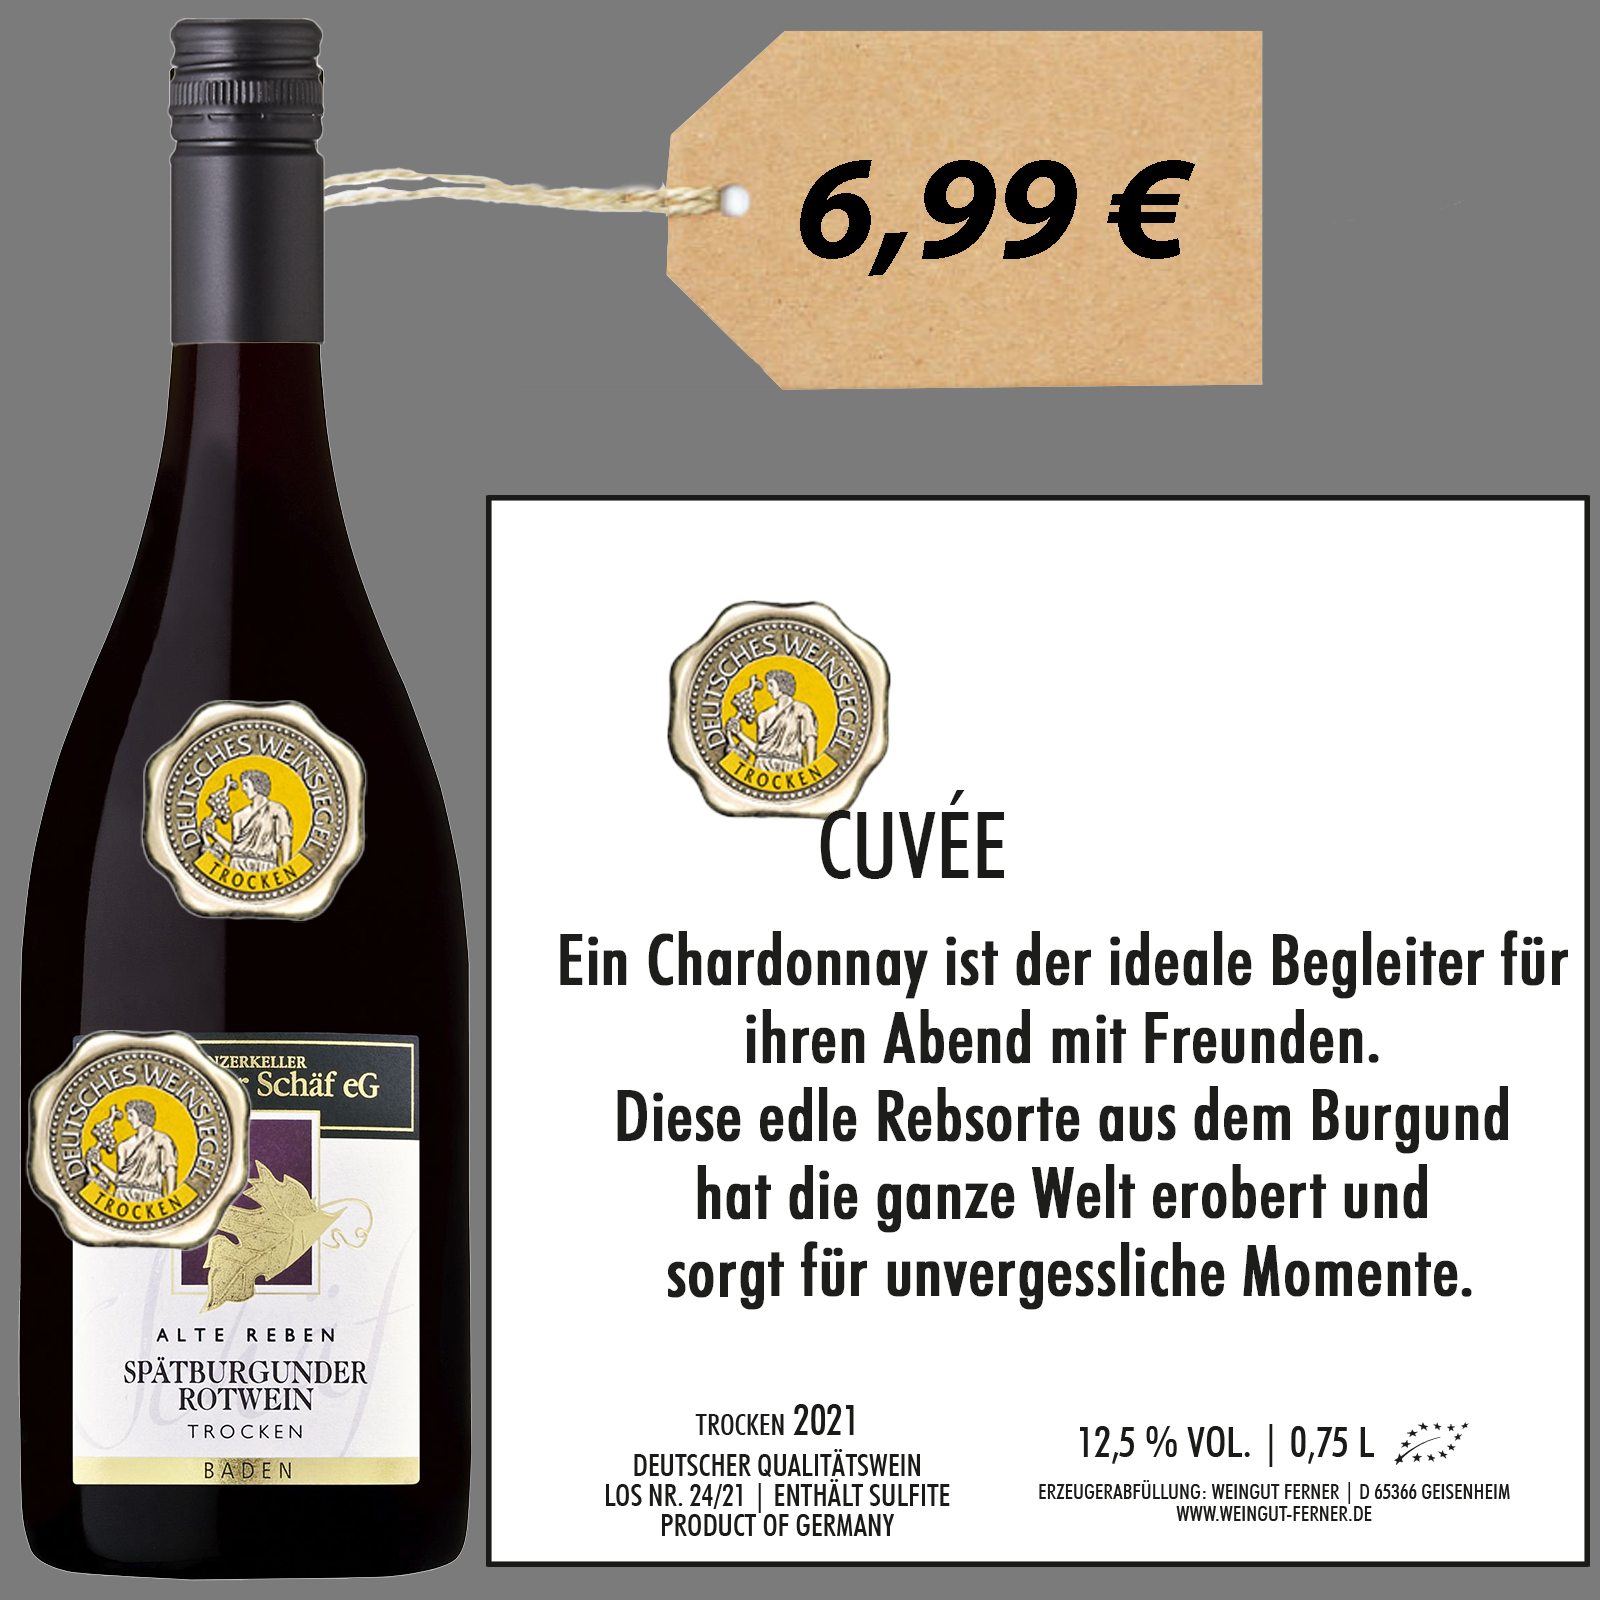 6,99 €
DEUTSCHES WEINSIEGEL
TROCKEN
CUVÉE
Ein Chardonnay ist der ideale Begleiter für
ihren Abend mit Freunden.
Diese edle Rebsorte aus dem Burgund
hat die ganze Welt erobert und
sorgt für unvergessliche Momente.
TROCKEN 2021
DEUTSCHER QUALITÄTSWEIN
LOS NR. 24/21 | ENTHÄLT SULFITE
PRODUCT OF GERMANY
12,5 % VOL. | 0,75 L
ERZEUGERABFÜLLUNG: WEINGUT FERNER | D 65366 GEISENHEIM
WWW.WEINGUT-FERNER.DE
DEUTSCHES WEINSIEGEL
TROCKEN
DEUTSCHES WEINSIEGEL
TROCKEN
NZERKELLER
r Schäf eG
ALTE REBEN
SPÄTBURGUNDER
ROTWEIN
TROCKEN
BADEN